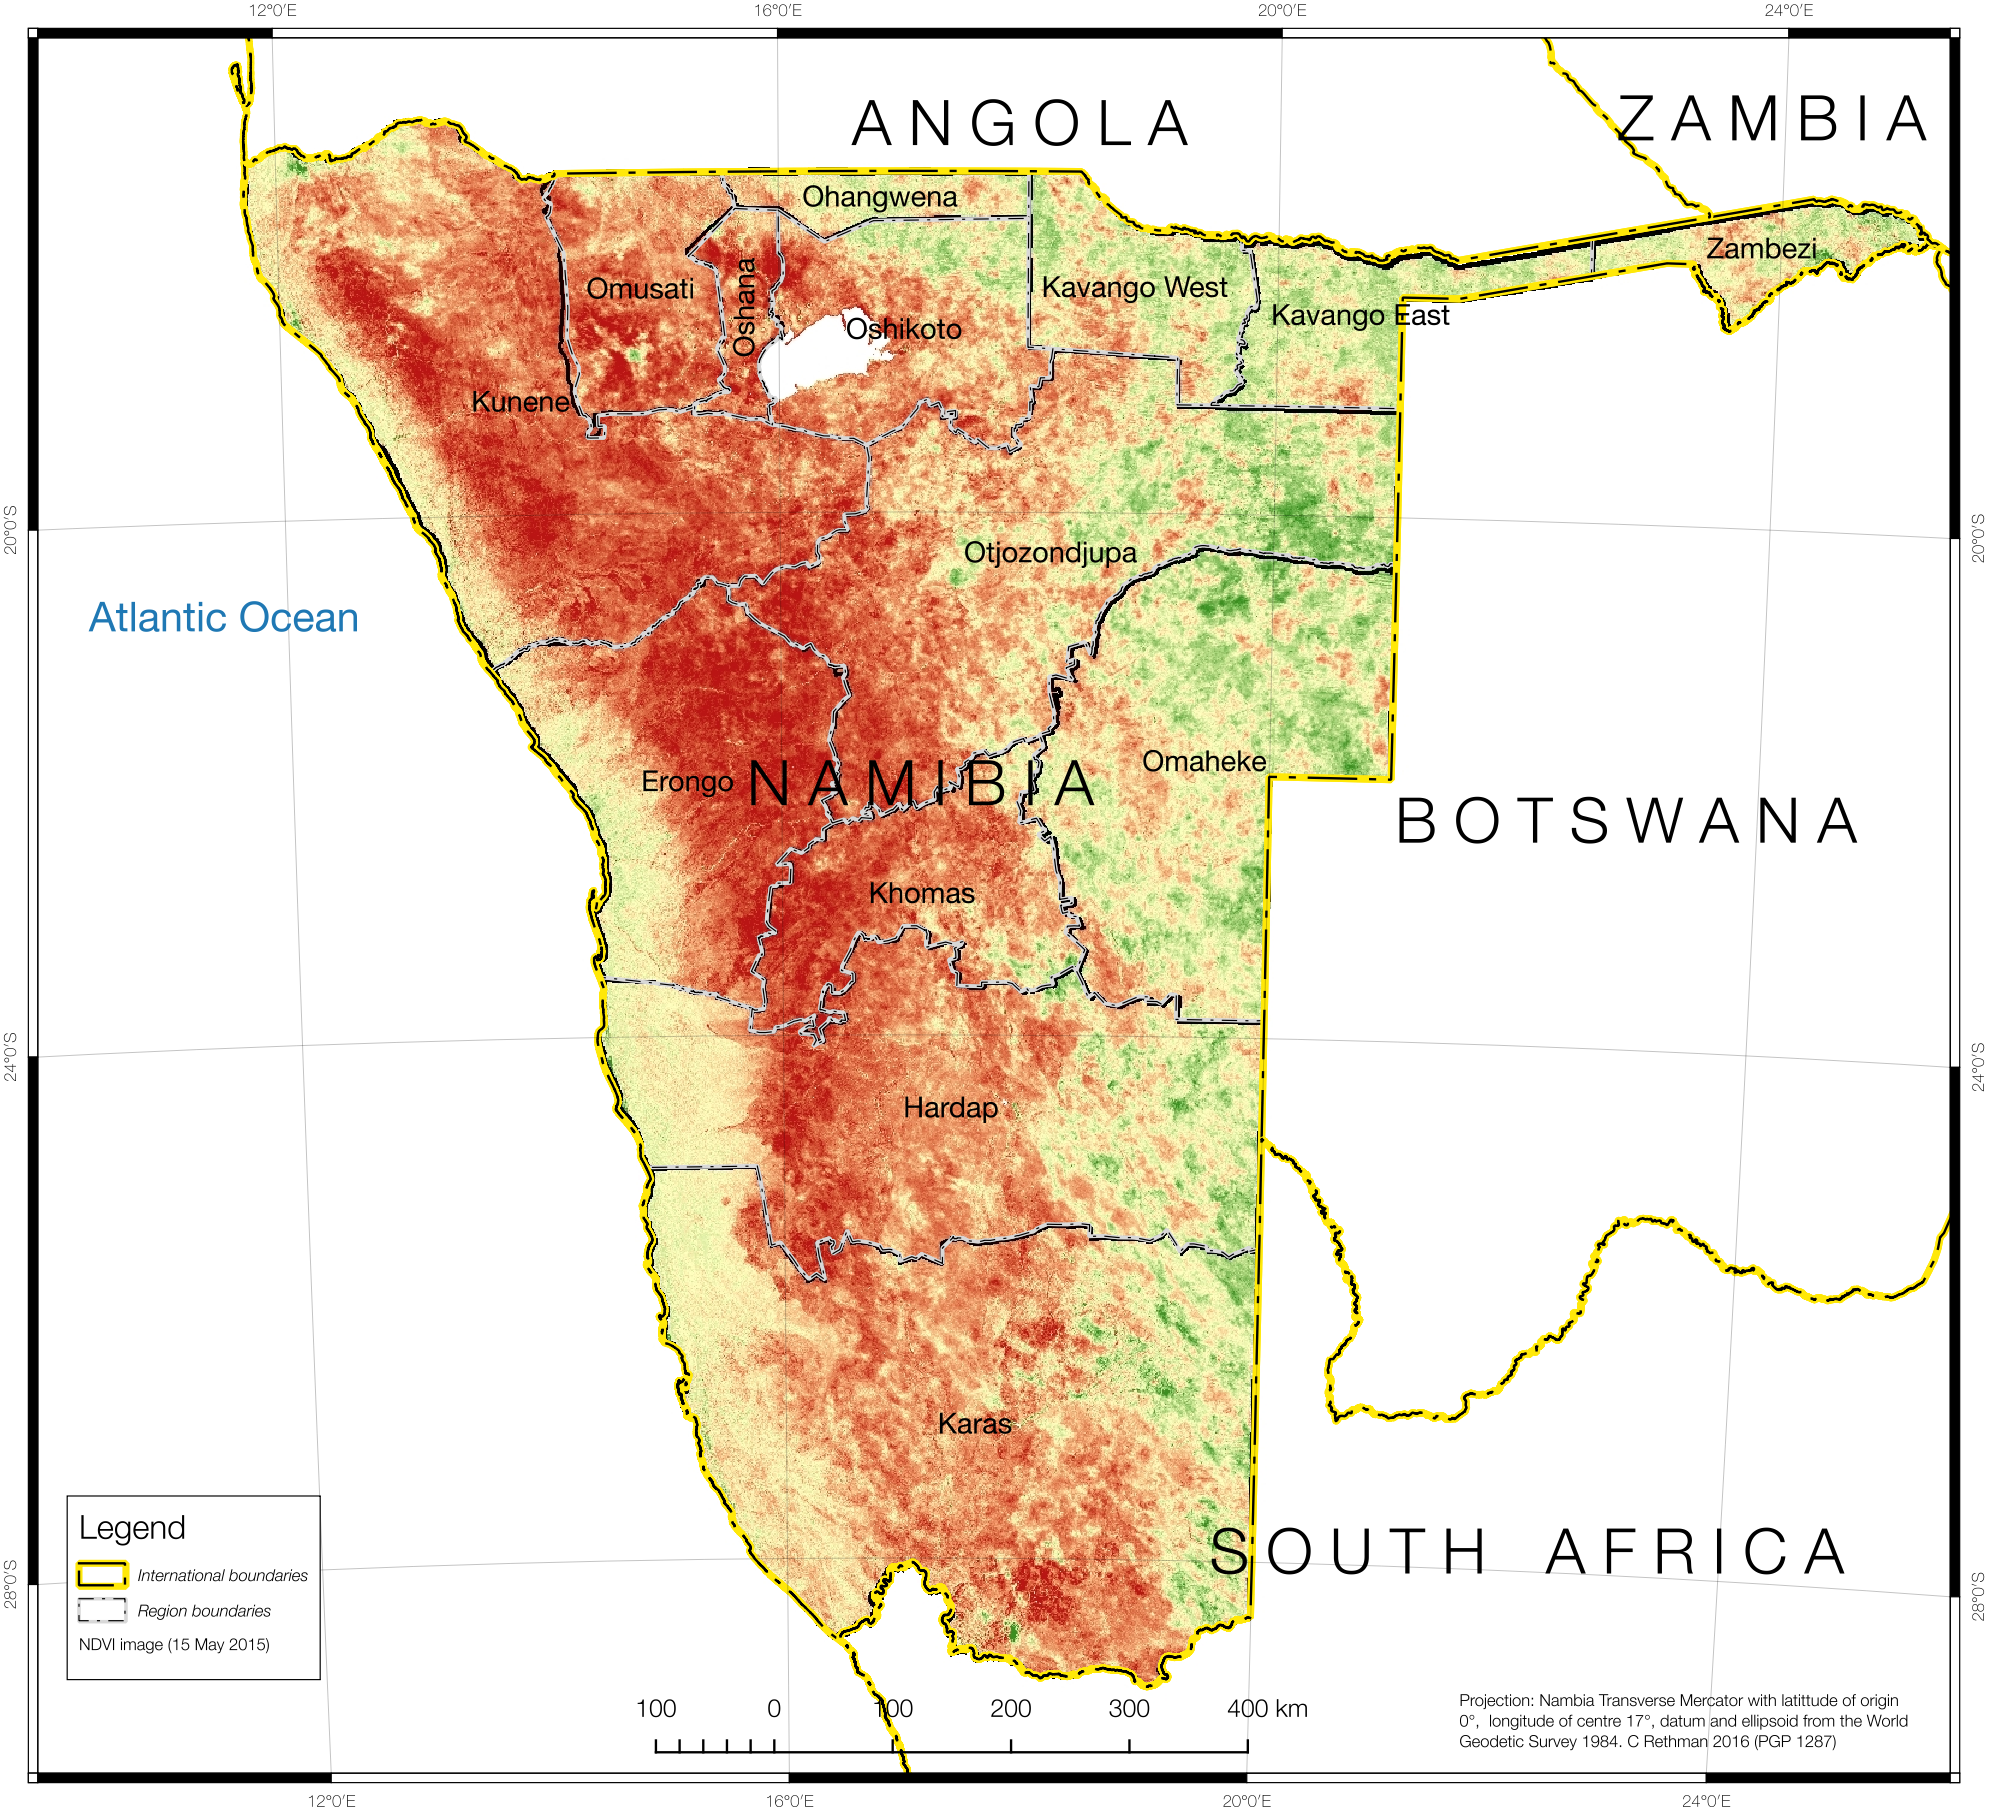 12°0'E 16°0'E 20°0'E 24°0'E
ANGOLA
ZAMBIA
Ohangwena
Zambezi
Omusati
Oshana
Kavango West
Oshikoto
Kavango East
Kunene
20°0'S
20°0'S
Otjozondjupa
Atlantic Ocean
Omaheke
Erongo
NAMIBIA
BOTSWANA
Khomas
24°0'S
24°0'S
Hardap
Karas
Legend
International boundaries
Region boundaries
NDVI image (15 May 2015)
SOUTH AFRICA
28°0'S
28°0'S
100 0 100 200 300 400 km
Projection: Nambia Transverse Mercator with latittude of origin
0°, longitude of centre 17°, datum and ellipsoid from the World
Geodetic Survey 1984. C Rethman 2016 (PGP 1287)
12°0'E 16°0'E 20°0'E 24°0'E